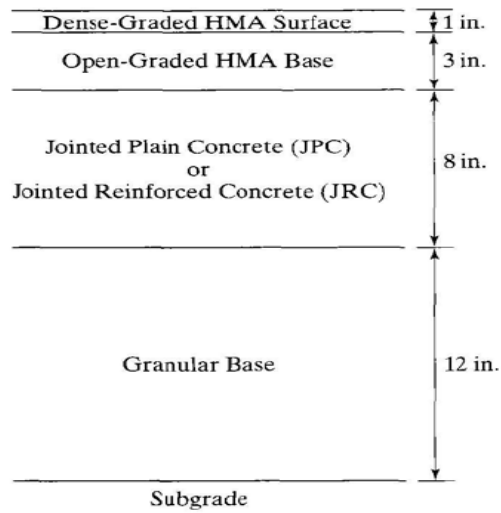 Dense-Graded HMA Surface
1 in.
Open-Graded HMA Base
3 in.
Jointed Plain Concrete (JPC)
or
Jointed Reinforced Concrete (JRC)
8 in.
Granular Base
12 in.
Subgrade